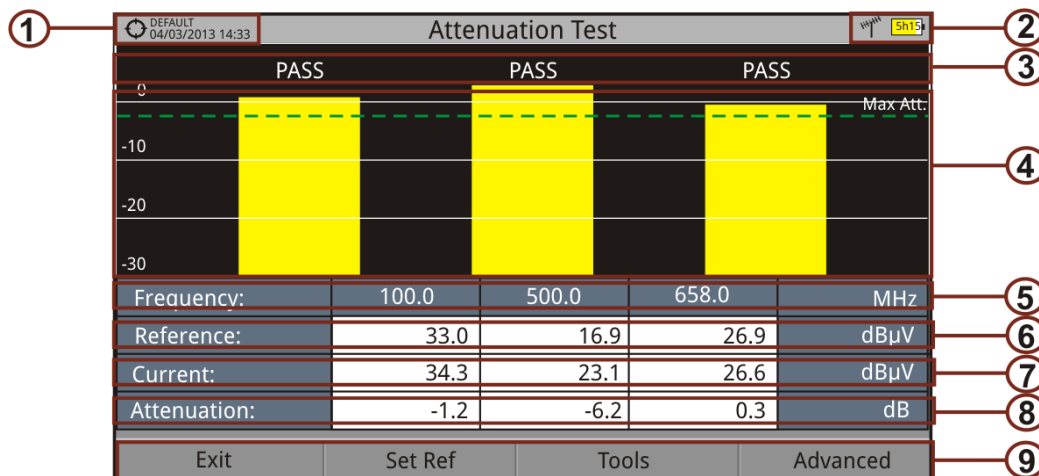 1
DEFAULT
04/03/2013 14:33
Attenuation Test
5h15
2
PASS PASS PASS
3
0
Max Att.
-10
4
-20
-30
Frequency: 100.0 500.0 658.0 MHz
5
Reference: 33.0 16.9 26.9 dBµV
6
Current: 34.3 23.1 26.6 dBµV
7
Attenuation: -1.2 -6.2 0.3 dB
8
Exit Set Ref Tools Advanced
9